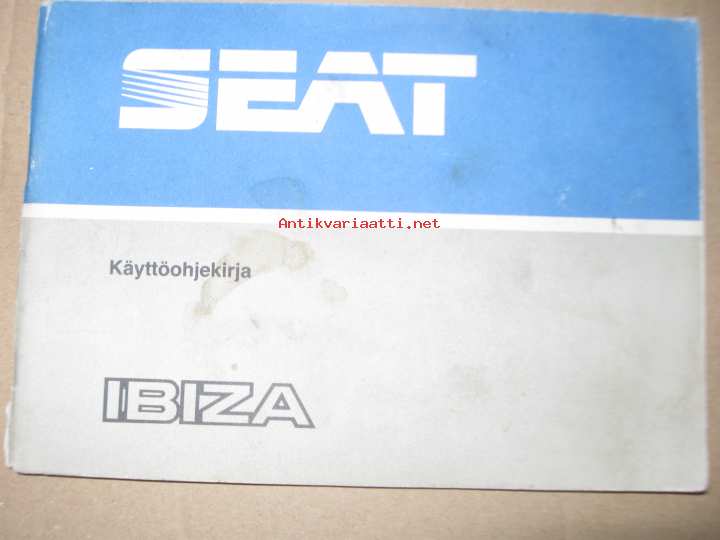 SEAT
Antikvariaatti.net
Käyttöohjekirja
IBIZA